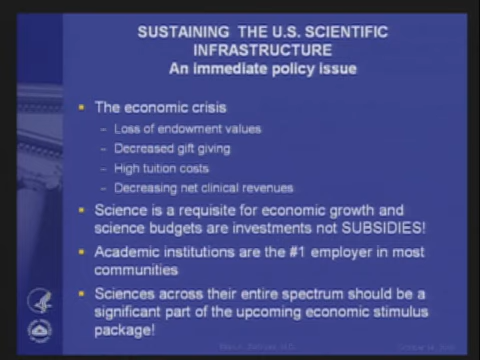 SUSTAINING THE U.S. SCIENTIFIC
INFRASTRUCTURE
An immediate policy issue
The economic crisis
– Loss of endowment values
– Decreased gift giving
– High tuition costs
– Decreasing net clinical revenues
Science is a requisite for economic growth and
science budgets are investments not SUBSIDIES!
Academic institutions are the #1 employer in most
communities
Sciences across their entire spectrum should be a
significant part of the upcoming economic stimulus
package!